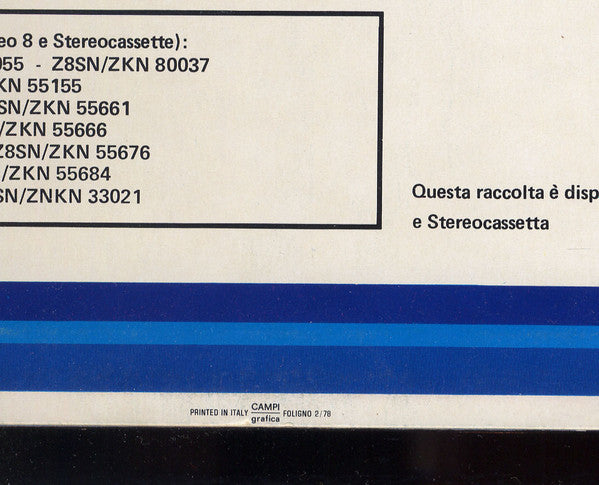 eo 8 e Stereocassette):
055 - Z8SN/ZKN 80037
KN 55155
SN/ZKN 55661
/ZKN 55666
Z8SN/ZKN 55676
/ZKN 55684
SN/ZNKN 33021
Questa raccolta è disp
e Stereocassetta
PRINTED IN ITALY CAMPI grafica FOLIGNO 2/78